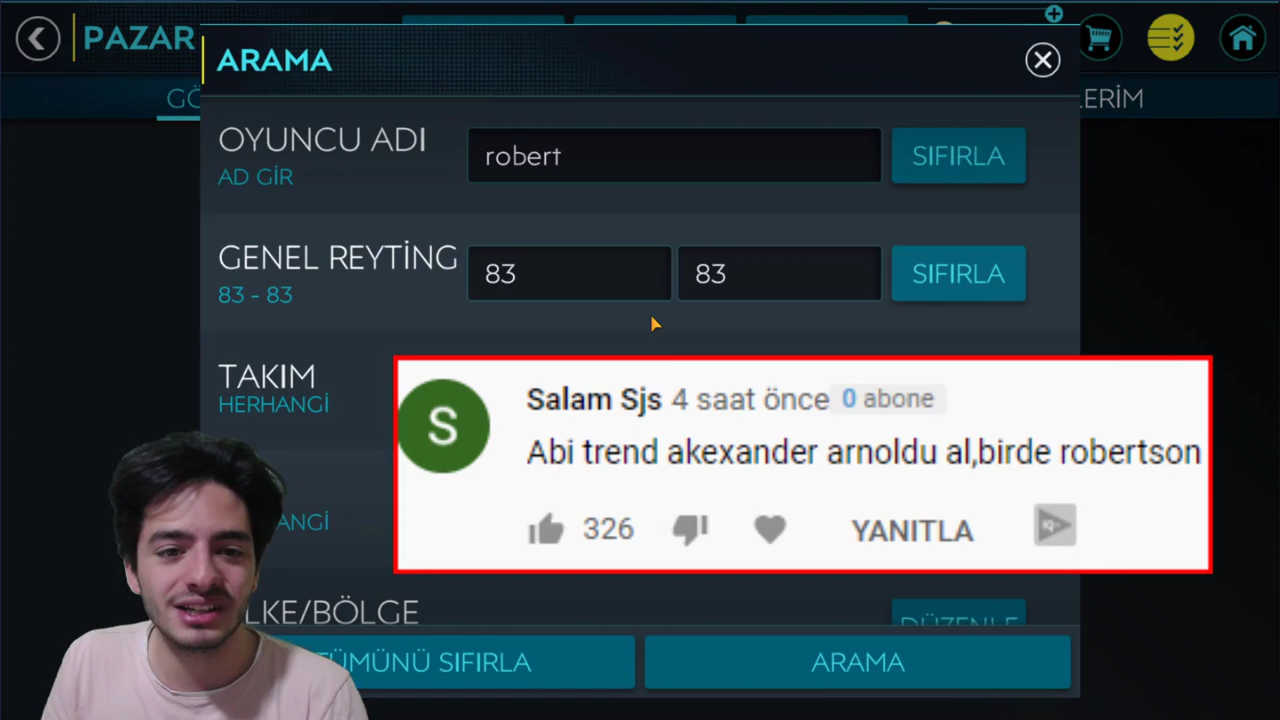 PAZAR
ARAMA
GÖ
ERİM
OYUNCU ADI
robert
SIFIRLA
AD GİR
GENEL REYTİNG
83
83
SIFIRLA
83 - 83
TAKIM
HERHANGİ
S
Salam Sjs 4 saat önce 0 abone
Abi trend akexander arnoldu al,birde robertson
326
YANITLA
ANGİ
LKE/BÖLGE
DÜZENLE
TÜMÜNÜ SIFIRLA
ARAMA